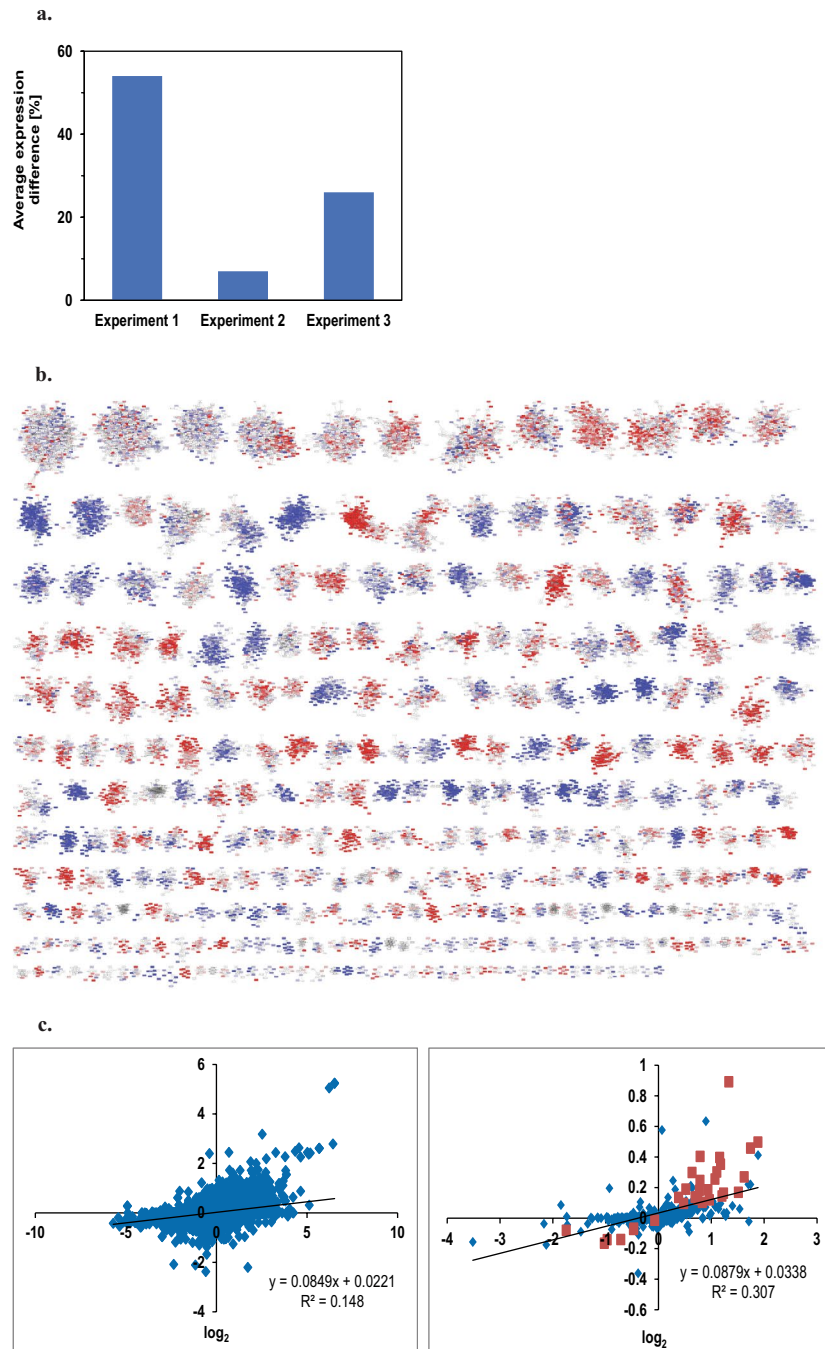 a.
Average expression
difference [%]
60
40
20
0
Experiment 1 Experiment 2 Experiment 3
b.
c.
6
4
2
0
-2
-4
-10 -5 0 5 10
y = 0.0849x + 0.0221
R² = 0.148
log₂
1
0.8
0.6
0.4
0.2
0
-0.2
-0.4
-0.6
-4 -3 -2 -1 0 1 2 3
y = 0.0879x + 0.0338
R² = 0.307
log₂